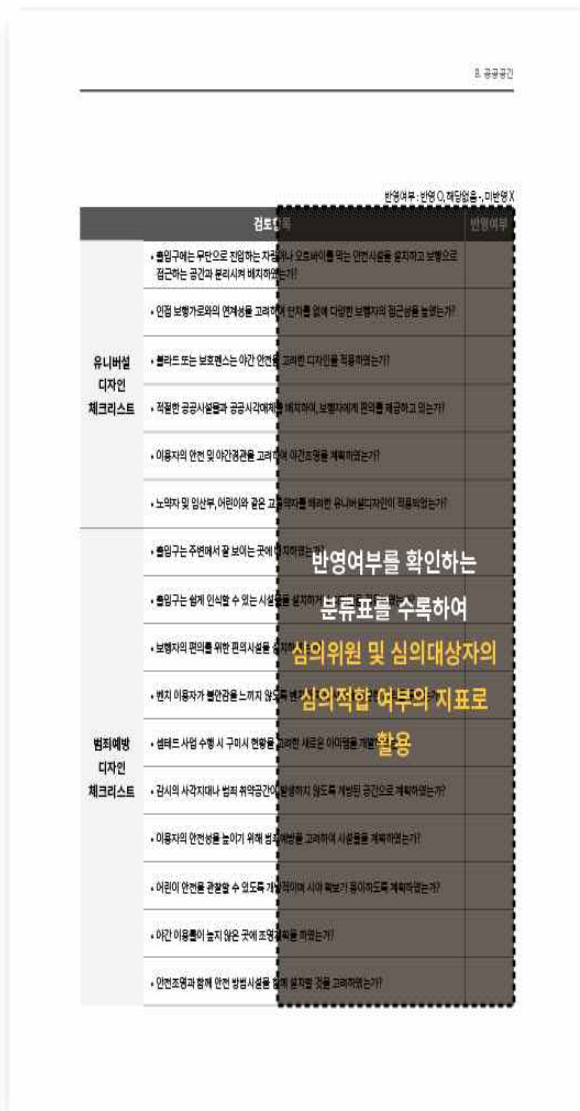 B. 공공공간
반영여부 : 반영 O, 해당없음 -, 미반영 X
검토항목
반영여부
• 출입구에는 무단으로 진입하는 자전거나 오토바이를 막는 안전시설을 설치하고 보행으로
접근하는 공간과 분리시켜 배치하였는가?
• 인접 보행가로와의 연계성을 고려하여 단차를 없애 다양한 보행자의 접근성을 높였는가?
유니버설
디자인
체크리스트
• 볼라드 또는 보호펜스는 야간 안전을 고려한 디자인을 적용하였는가?
• 적절한 공공시설물과 공공시각매체를 배치하여, 보행자에게 편의를 제공하고 있는가?
• 이용자의 안전 및 야간경관을 고려하여 야간조명을 계획하였는가?
• 노약자 및 임산부, 어린이와 같은 교통약자를 배려한 유니버설디자인이 적용되었는가?
• 출입구는 주변에서 잘 보이는 곳에
• 출입구는 쉽게 인식할 수 있는 시설물을 설치하
• 보행자의 편의를 위한 편의시설을
• 벤치 이용자가 불안감을 느끼지 않도록
범죄예방
디자인
체크리스트
• 셉테드 사업 수행 시 구미시 현황을 고려한 새로운 아이템을
• 감시의 사각지대나 범죄 취약공간이 발생하지 않도록 개방된 공간으로 계획하였는가?
• 이용자의 안전성을 높이기 위해 범죄예방을 고려하여 시설물을 계획하였는가?
• 어린이 안전을 관찰할 수 있도록 개방적이며 시야 확보가 용이하도록 계획하였는가?
• 야간 이용률이 높지 않은 곳에 조명계획을 하였는가?
• 안전조명과 함께 안전 방범시설을 함께 설치할 것을 고려하였는가?
반영여부를 확인하는
분류표를 수록하여
심의위원 및 심의대상자의
심의적합 여부의 지표로
활용